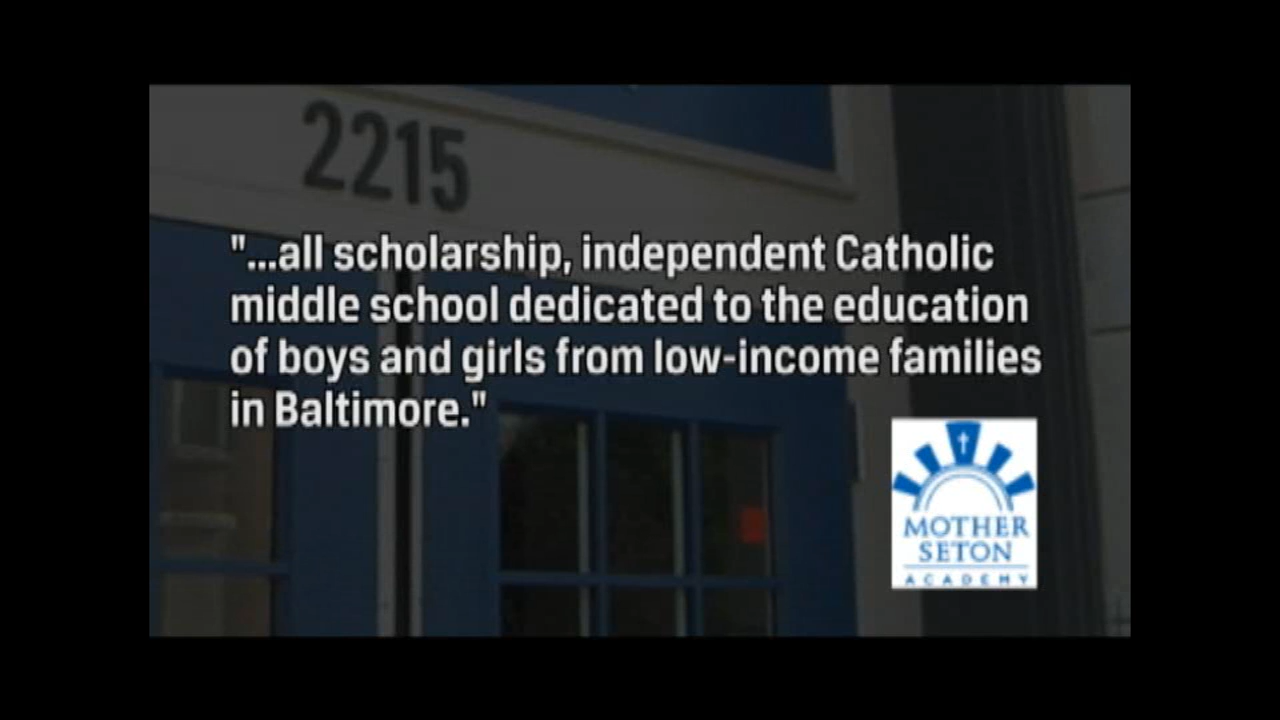 2215
"...all scholarship, independent Catholic
middle school dedicated to the education
of boys and girls from low-income families
in Baltimore."
MOTHER
SETON
ACADEMY